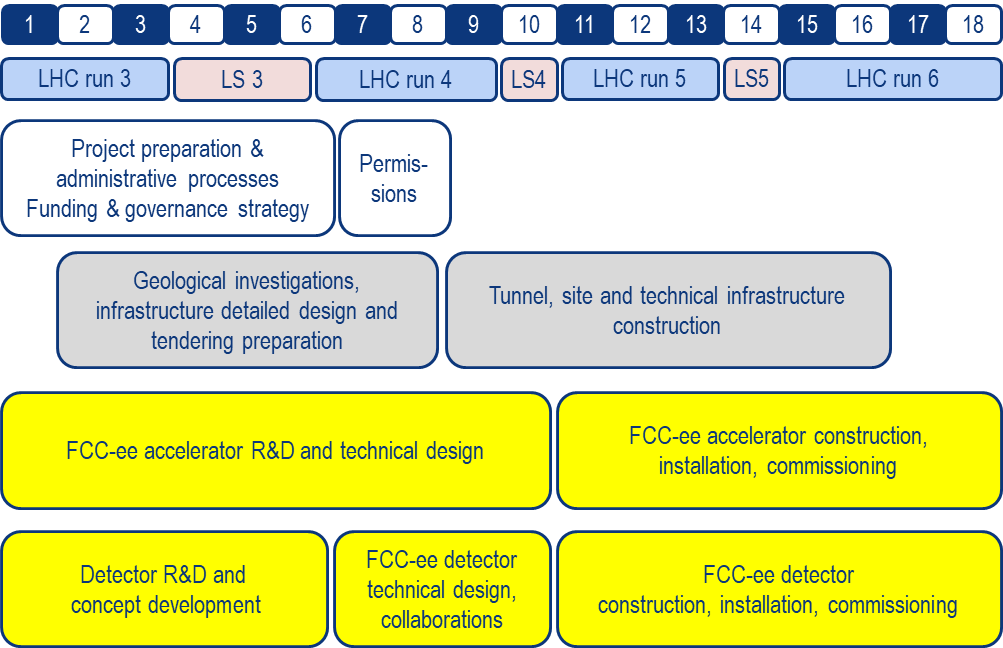 1 2 3 4 5 6 7 8 9 10 11 12 13 14 15 16 17 18
LHC run 3 LS 3 LHC run 4 LS4 LHC run 5 LS5 LHC run 6
Project preparation &
administrative processes
Funding & governance strategy
Permis-
sions
Geological investigations,
infrastructure detailed design and
tendering preparation
Tunnel, site and technical infrastructure
construction
FCC-ee accelerator R&D and technical design
FCC-ee accelerator construction,
installation, commissioning
Detector R&D and
concept development
FCC-ee detector
technical design,
collaborations
FCC-ee detector
construction, installation, commissioning